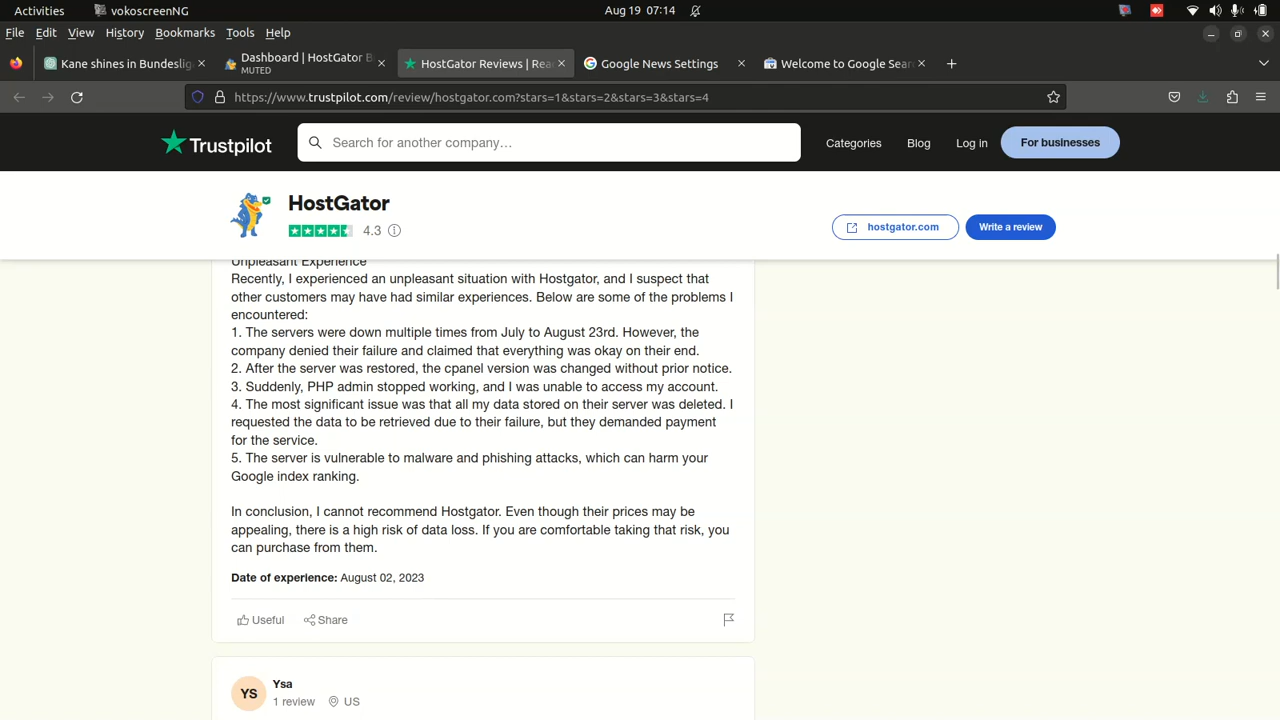 Activities
vokoscreenNG
Aug 19 07:14
File Edit View History Bookmarks Tools Help
Kane shines in Bundeslig
Dashboard | HostGator B
MUTED
HostGator Reviews | Rea
Google News Settings
Welcome to Google Sear
https://www.trustpilot.com/review/hostgator.com?stars=1&stars=2&stars=3&stars=4
Trustpilot
Search for another company…
Categories
Blog
Log in
For businesses
HostGator
4.3
hostgator.com
Write a review
Unpleasant Experience
Recently, I experienced an unpleasant situation with Hostgator, and I suspect that
other customers may have had similar experiences. Below are some of the problems I
encountered:
1. The servers were down multiple times from July to August 23rd. However, the
company denied their failure and claimed that everything was okay on their end.
2. After the server was restored, the cpanel version was changed without prior notice.
3. Suddenly, PHP admin stopped working, and I was unable to access my account.
4. The most significant issue was that all my data stored on their server was deleted. I
requested the data to be retrieved due to their failure, but they demanded payment
for the service.
5. The server is vulnerable to malware and phishing attacks, which can harm your
Google index ranking.
In conclusion, I cannot recommend Hostgator. Even though their prices may be
appealing, there is a high risk of data loss. If you are comfortable taking that risk, you
can purchase from them.
Date of experience: August 02, 2023
Useful
Share
YS
Ysa
1 review
US